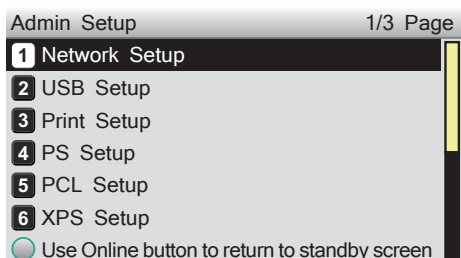 Admin Setup 1/3 Page
1 Network Setup
2 USB Setup
3 Print Setup
4 PS Setup
5 PCL Setup
6 XPS Setup
Use Online button to return to standby screen